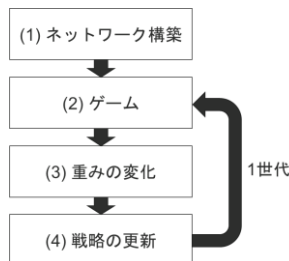 (1) ネットワーク構築
(2) ゲーム
(3) 重みの変化
1世代
(4) 戦略の更新